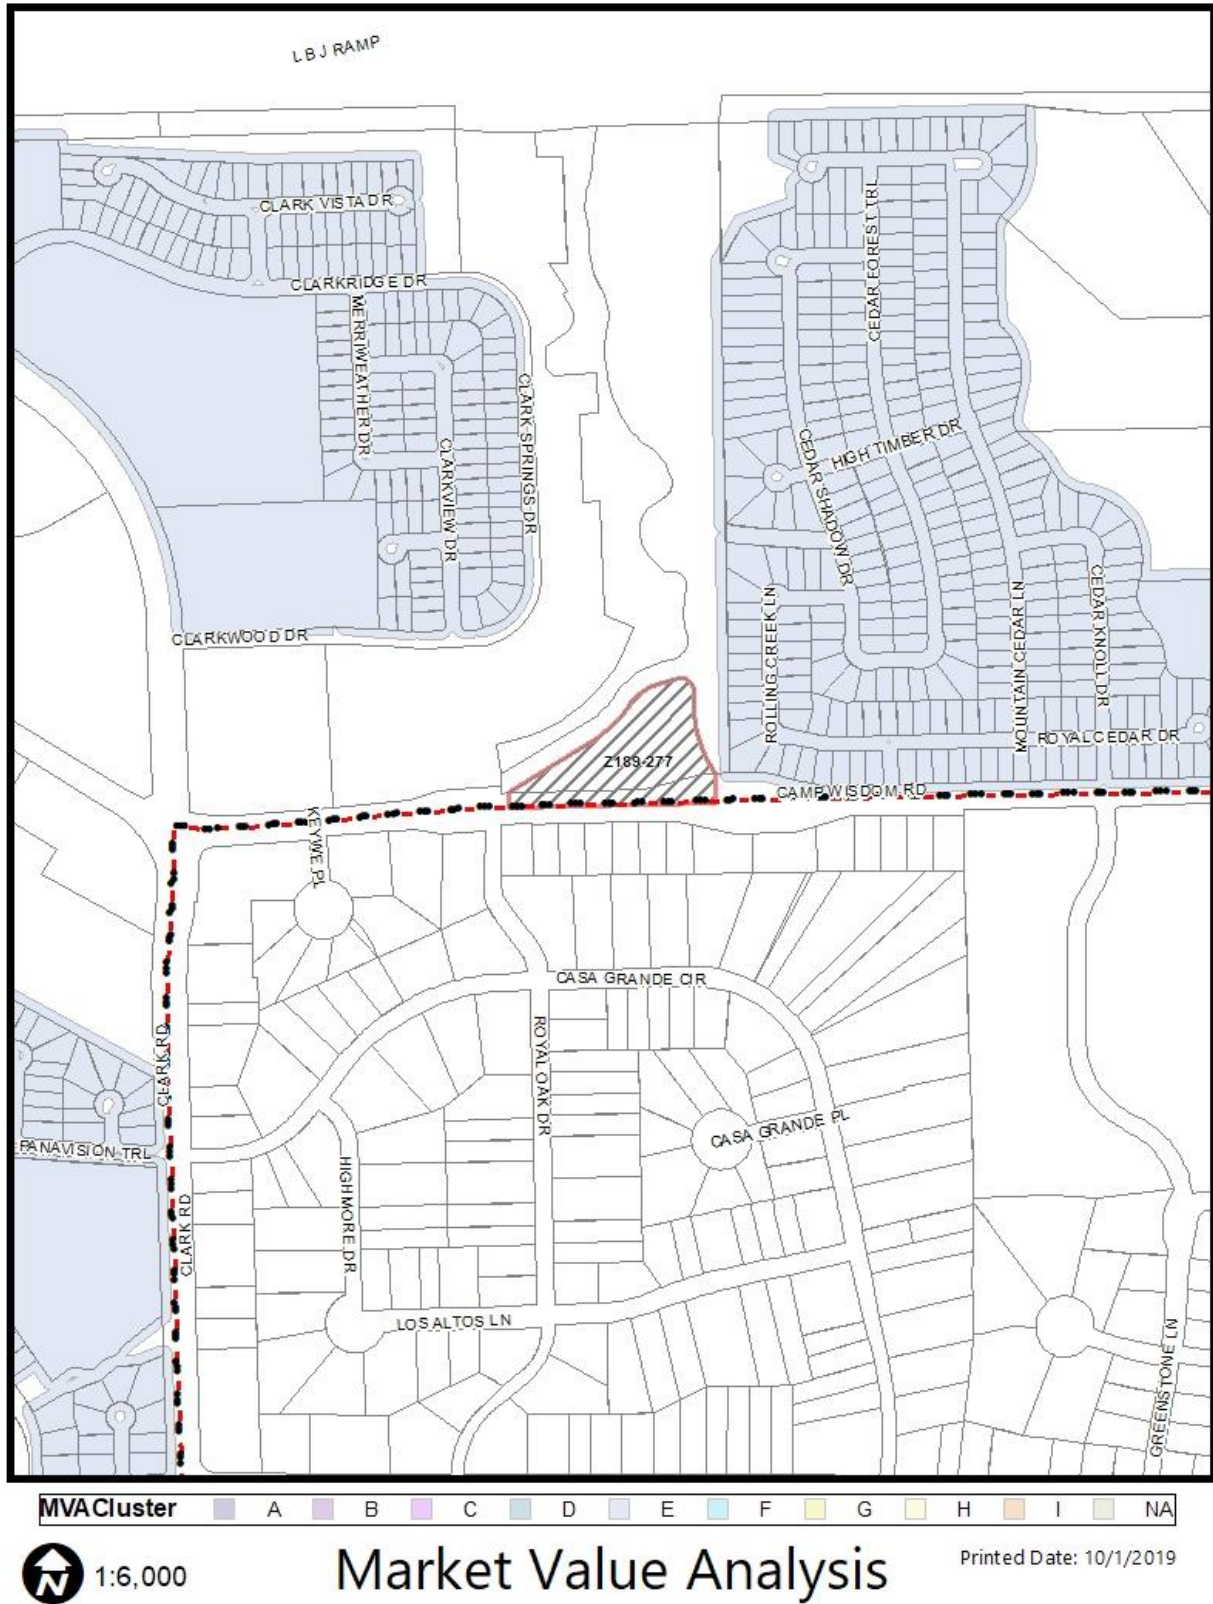 LBJ RAMP
CLARK VISTA DR
CLARKRIDGE DR
MERRIWEATHER DR
CLARK SPRINGS DR
CLARKVIEW DR
CLARKWOOD DR
CEDAR FOREST TRL
HIGH TIMBER DR
CEDAR SHADOW DR
ROLLING CREEK LN
MOUNTAIN CEDAR LN
CEDAR KNOLL DR
ROYAL CEDAR DR
Z189-277
CAMP WISDOM RD
KEYWE PL
CASA GRANDE CIR
ROYAL OAK DR
CLARK RD
CASA GRANDE PL
PANAVISION TRL
HIGHMORE DR
CLARK RD
LOS ALTOS LN
GREENSTONE LN
MVA Cluster A B C D E F G H I NA
N 1:6,000
Market Value Analysis
Printed Date: 10/1/2019